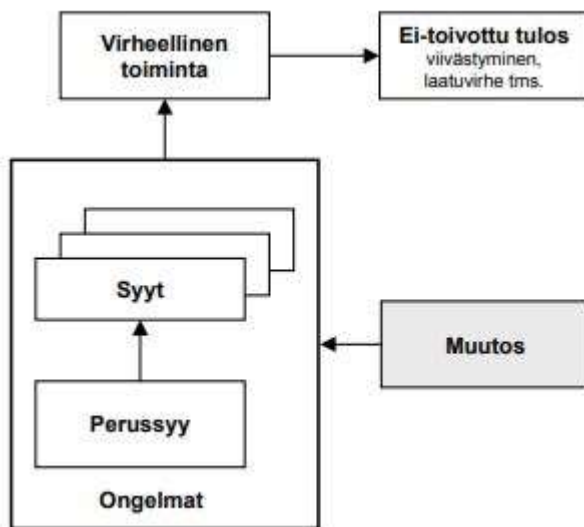 Virheellinen
toiminta
Ei-toivottu tulos
viivästyminen,
laatuvirhe tms.
Syyt
Muutos
Perussyy
Ongelmat